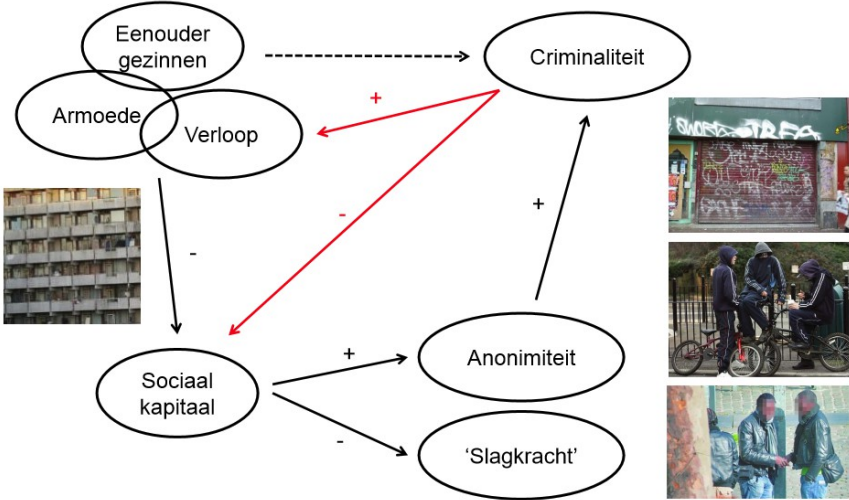 Eenouder
gezinnen
Criminaliteit
Armoede
Verloop
+
-
-
+
Sociaal
kapitaal
+
-
Anonimiteit
‘Slagkracht’